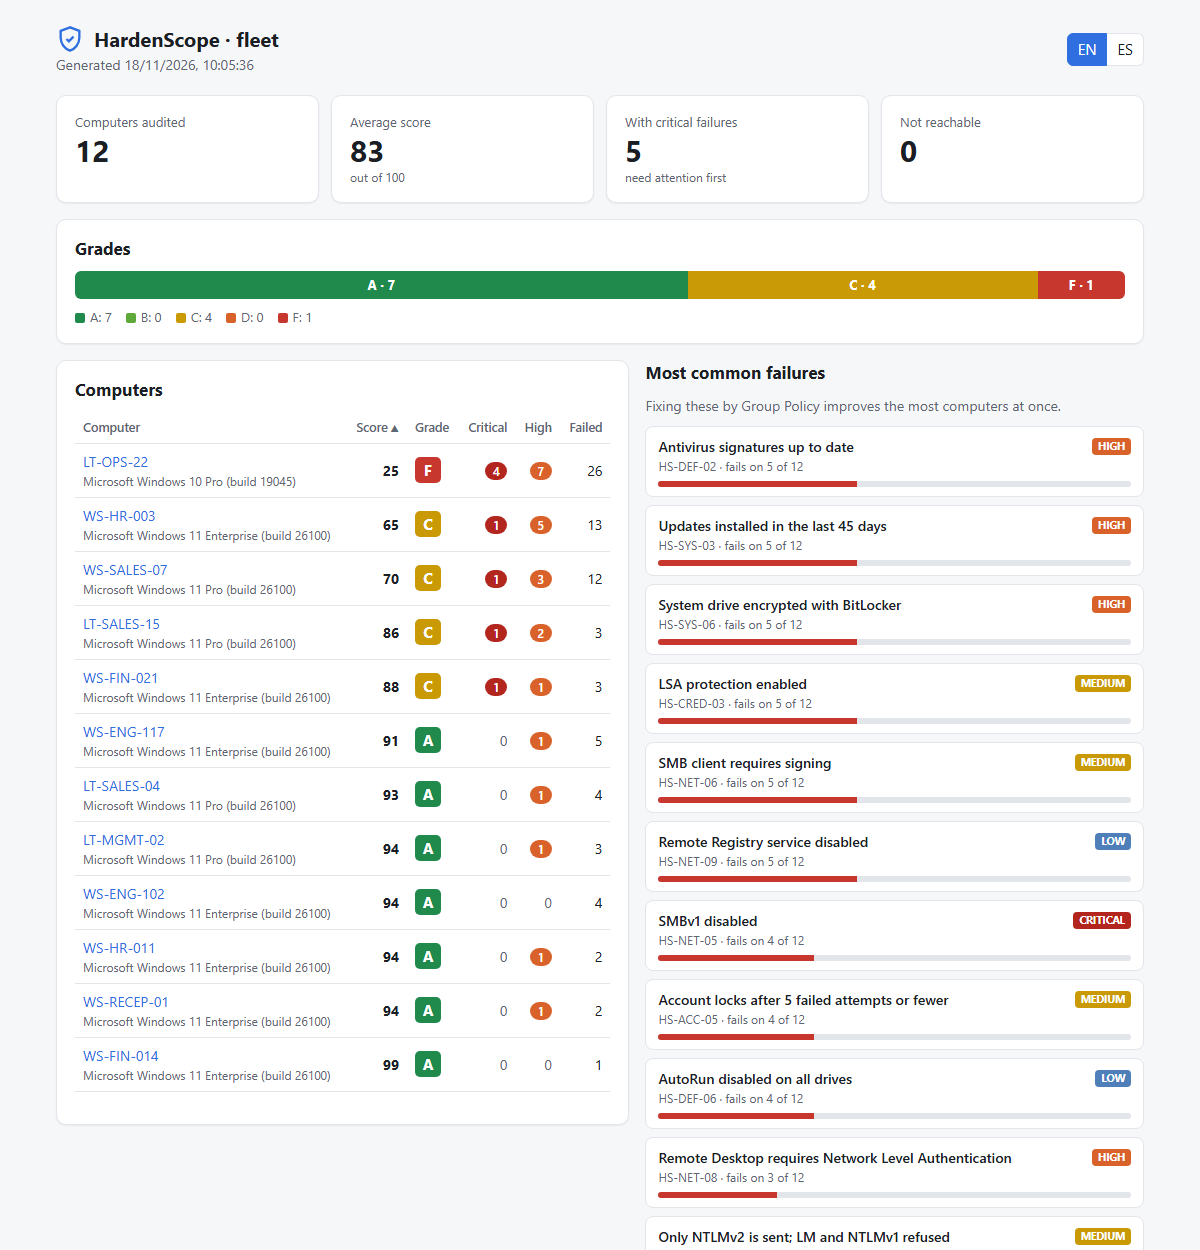 HardenScope · fleet
Generated 18/11/2026, 10:05:36
EN ES
Computers audited
12
Average score
83
out of 100
With critical failures
5
need attention first
Not reachable
0
Grades
A · 7 C · 4 F · 1
A: 7 B: 0 C: 4 D: 0 F: 1
Computers
Computer Score ▲ Grade Critical High Failed
LT-OPS-22
Microsoft Windows 10 Pro (build 19045)
25 F 4 7 26
WS-HR-003
Microsoft Windows 11 Enterprise (build 26100)
65 C 1 5 13
WS-SALES-07
Microsoft Windows 11 Pro (build 26100)
70 C 1 3 12
LT-SALES-15
Microsoft Windows 11 Pro (build 26100)
86 C 1 2 3
WS-FIN-021
Microsoft Windows 11 Enterprise (build 26100)
88 C 1 1 3
WS-ENG-117
Microsoft Windows 11 Enterprise (build 26100)
91 A 0 1 5
LT-SALES-04
Microsoft Windows 11 Pro (build 26100)
93 A 0 1 4
LT-MGMT-02
Microsoft Windows 11 Pro (build 26100)
94 A 0 1 3
WS-ENG-102
Microsoft Windows 11 Enterprise (build 26100)
94 A 0 0 4
WS-HR-011
Microsoft Windows 11 Enterprise (build 26100)
94 A 0 1 2
WS-RECEP-01
Microsoft Windows 11 Enterprise (build 26100)
94 A 0 1 2
WS-FIN-014
Microsoft Windows 11 Enterprise (build 26100)
99 A 0 0 1
Most common failures
Fixing these by Group Policy improves the most computers at once.
Antivirus signatures up to date HIGH
HS-DEF-02 · fails on 5 of 12
Updates installed in the last 45 days HIGH
HS-SYS-03 · fails on 5 of 12
System drive encrypted with BitLocker HIGH
HS-SYS-06 · fails on 5 of 12
LSA protection enabled MEDIUM
HS-CRED-03 · fails on 5 of 12
SMB client requires signing MEDIUM
HS-NET-06 · fails on 5 of 12
Remote Registry service disabled LOW
HS-NET-09 · fails on 5 of 12
SMBv1 disabled CRITICAL
HS-NET-05 · fails on 4 of 12
Account locks after 5 failed attempts or fewer MEDIUM
HS-ACC-05 · fails on 4 of 12
AutoRun disabled on all drives LOW
HS-DEF-06 · fails on 4 of 12
Remote Desktop requires Network Level Authentication HIGH
HS-NET-08 · fails on 3 of 12
Only NTLMv2 is sent; LM and NTLMv1 refused MEDIUM